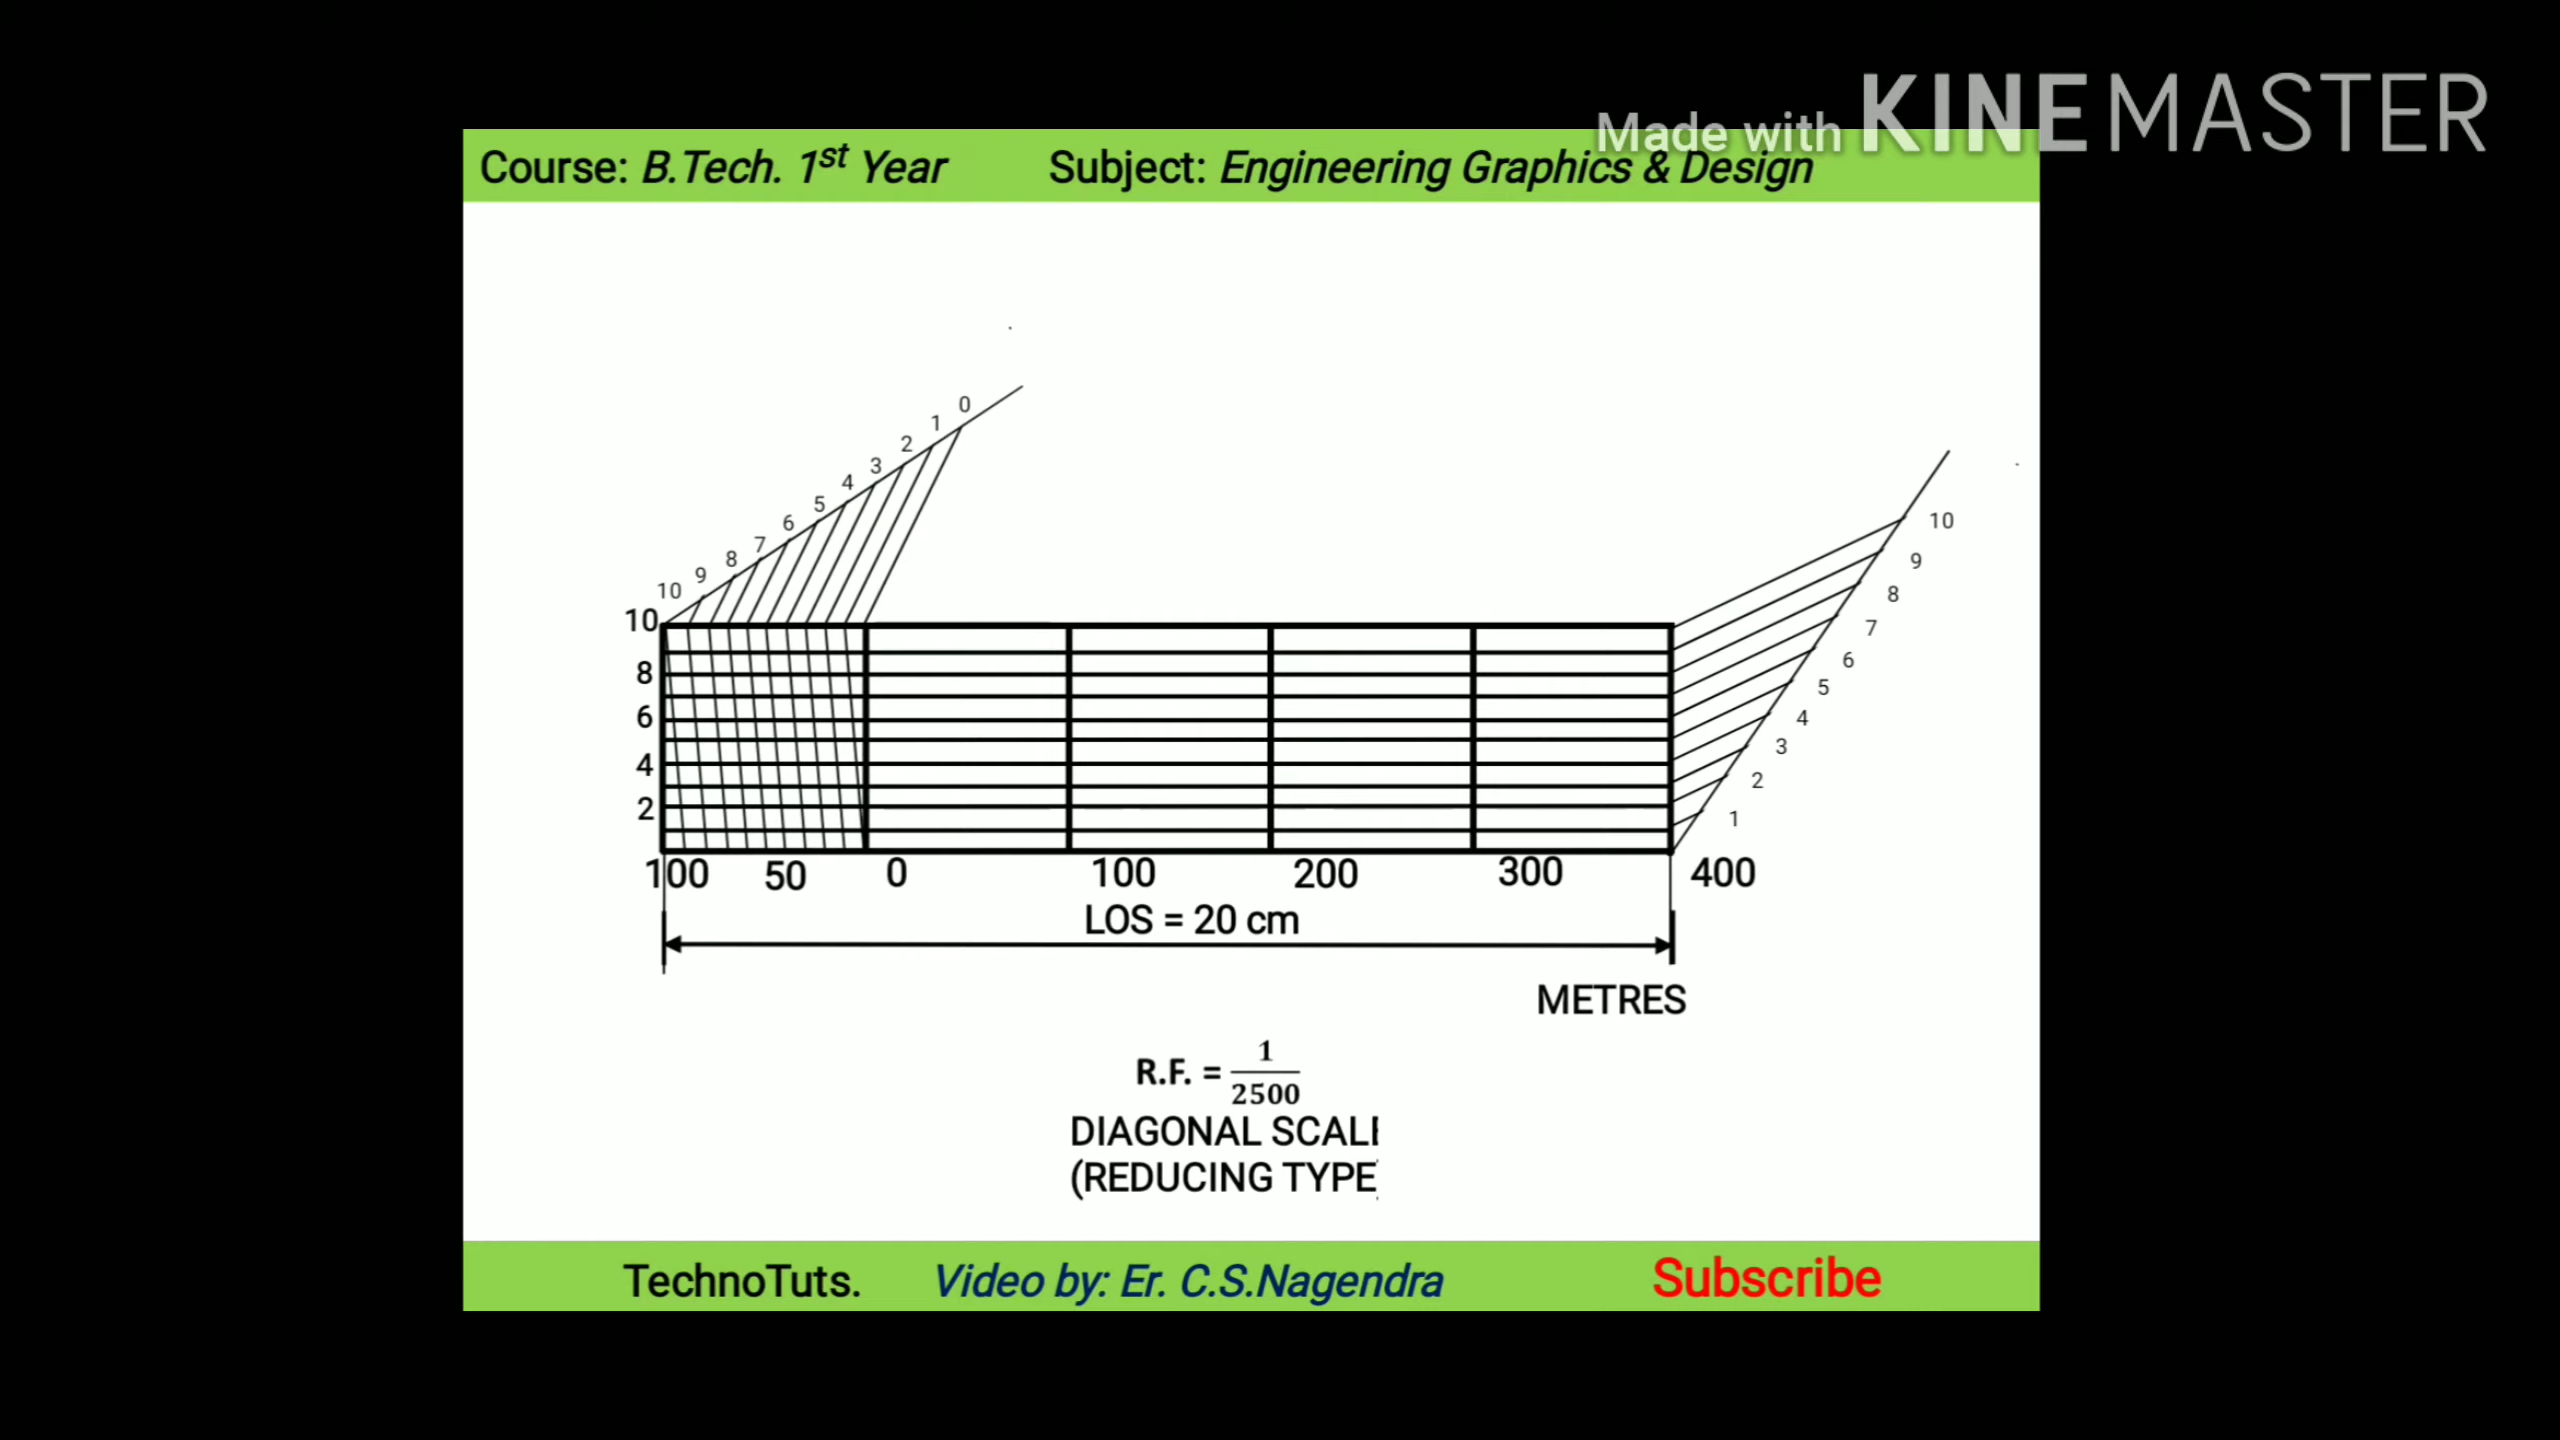 Made with KINEMASTER
Course: B.Tech. 1st Year Subject: Engineering Graphics & Design
0
1
2
3
4
5
6
7
8
9
10
10
8
6
4
2
10
9
8
7
6
5
4
3
2
1
100 50 0 100 200 300 400
LOS = 20 cm
METRES
R.F. = 1/2500
DIAGONAL SCALE
(REDUCING TYPE)
TechnoTuts. Video by: Er. C.S.Nagendra Subscribe